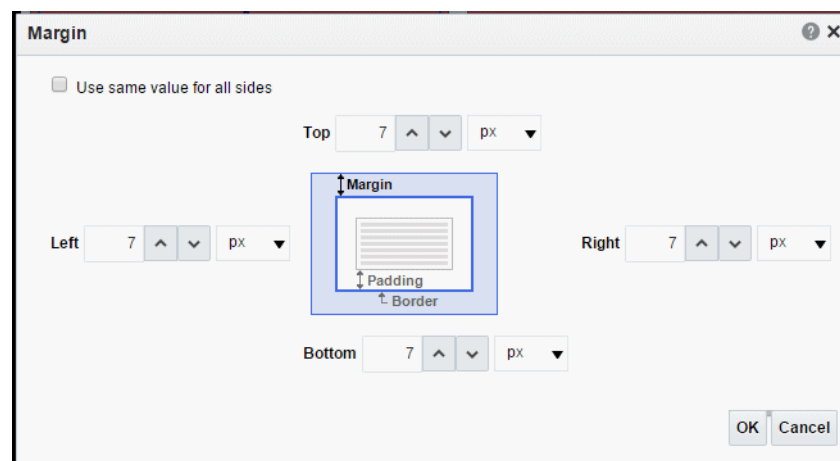 Margin
Use same value for all sides
Top 7 px
Margin
Left 7 px
Right 7 px
Padding
Border
Bottom 7 px
OK Cancel